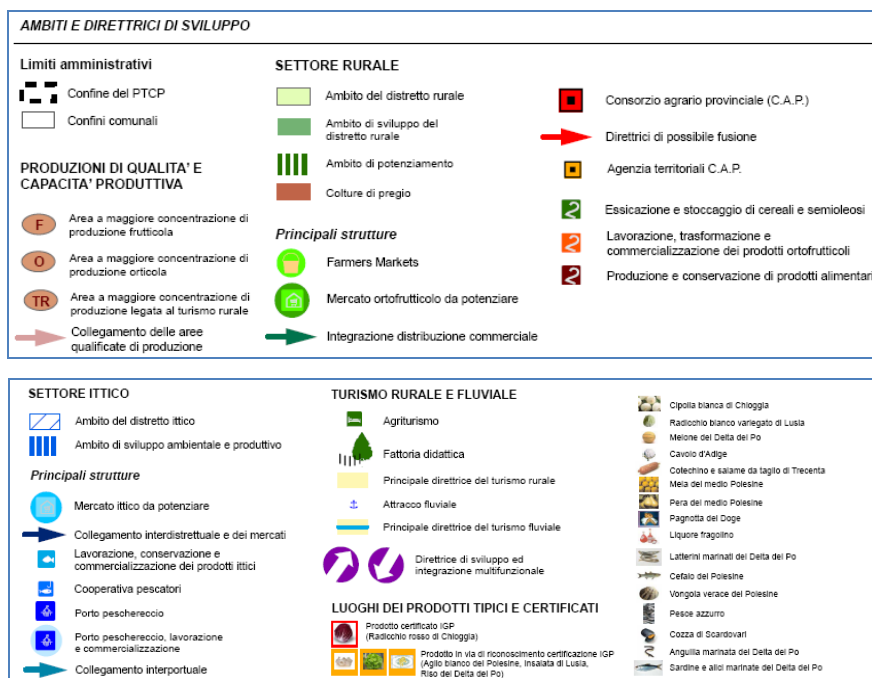 AMBITI E DIRETTRICI DI SVILUPPO
Limiti amministrativi
Confine del PTCP
Confini comunali
PRODUZIONI DI QUALITA' E
CAPACITA' PRODUTTIVA
F
Area a maggiore concentrazione di
produzione frutticola
O
Area a maggiore concentrazione di
produzione orticola
TR
Area a maggiore concentrazione di
produzione legata al turismo rurale
Collegamento delle aree
qualificate di produzione
SETTORE RURALE
Ambito del distretto rurale
Ambito di sviluppo del
distretto rurale
Ambito di potenziamento
Colture di pregio
Principali strutture
Farmers Markets
Mercato ortofrutticolo da potenziare
Integrazione distribuzione commerciale
Consorzio agrario provinciale (C.A.P.)
Direttrici di possibile fusione
Agenzia territoriali C.A.P.
Essicazione e stoccaggio di cereali e semioleosi
Lavorazione, trasformazione e
commercializzazione dei prodotti ortofrutticoli
Produzione e conservazione di prodotti alimentari
SETTORE ITTICO
Ambito del distretto ittico
Ambito di sviluppo ambientale e produttivo
Principali strutture
Mercato ittico da potenziare
Collegamento interdistrettuale e dei mercati
Lavorazione, conservazione e
commercializzazione dei prodotti ittici
Cooperativa pescatori
Porto peschereccio
Porto peschereccio, lavorazione
e commercializzazione
Collegamento interportuale
TURISMO RURALE E FLUVIALE
Agriturismo
Fattoria didattica
Principale direttrice del turismo rurale
Attracco fluviale
Principale direttrice del turismo fluviale
Direttrice di sviluppo ed
integrazione multifunzionale
LUOGHI DEI PRODOTTI TIPICI E CERTIFICATI
Prodotto certificato IGP
(Radicchio rosso di Chioggia)
Prodotto in via di riconoscimento certificazione IGP
(Aglio bianco del Polesine, Insalata di Lusia,
Riso del Delta del Po)
Cipolla bianca di Chioggia
Radicchio bianco variegato di Lusia
Melone del Delta del Po
Cavolo d'Adige
Cotechino e salame da taglio di Trecenta
Mela del medio Polesine
Pera del medio Polesine
Pagnotta del Doge
Liquore fragolino
Latterini marinati del Delta del Po
Cefalo del Polesine
Vongola verace del Polesine
Pesce azzurro
Cozza di Scardovari
Anguilla marinata del Delta del Po
Sardine e alici marinate del Delta del Po